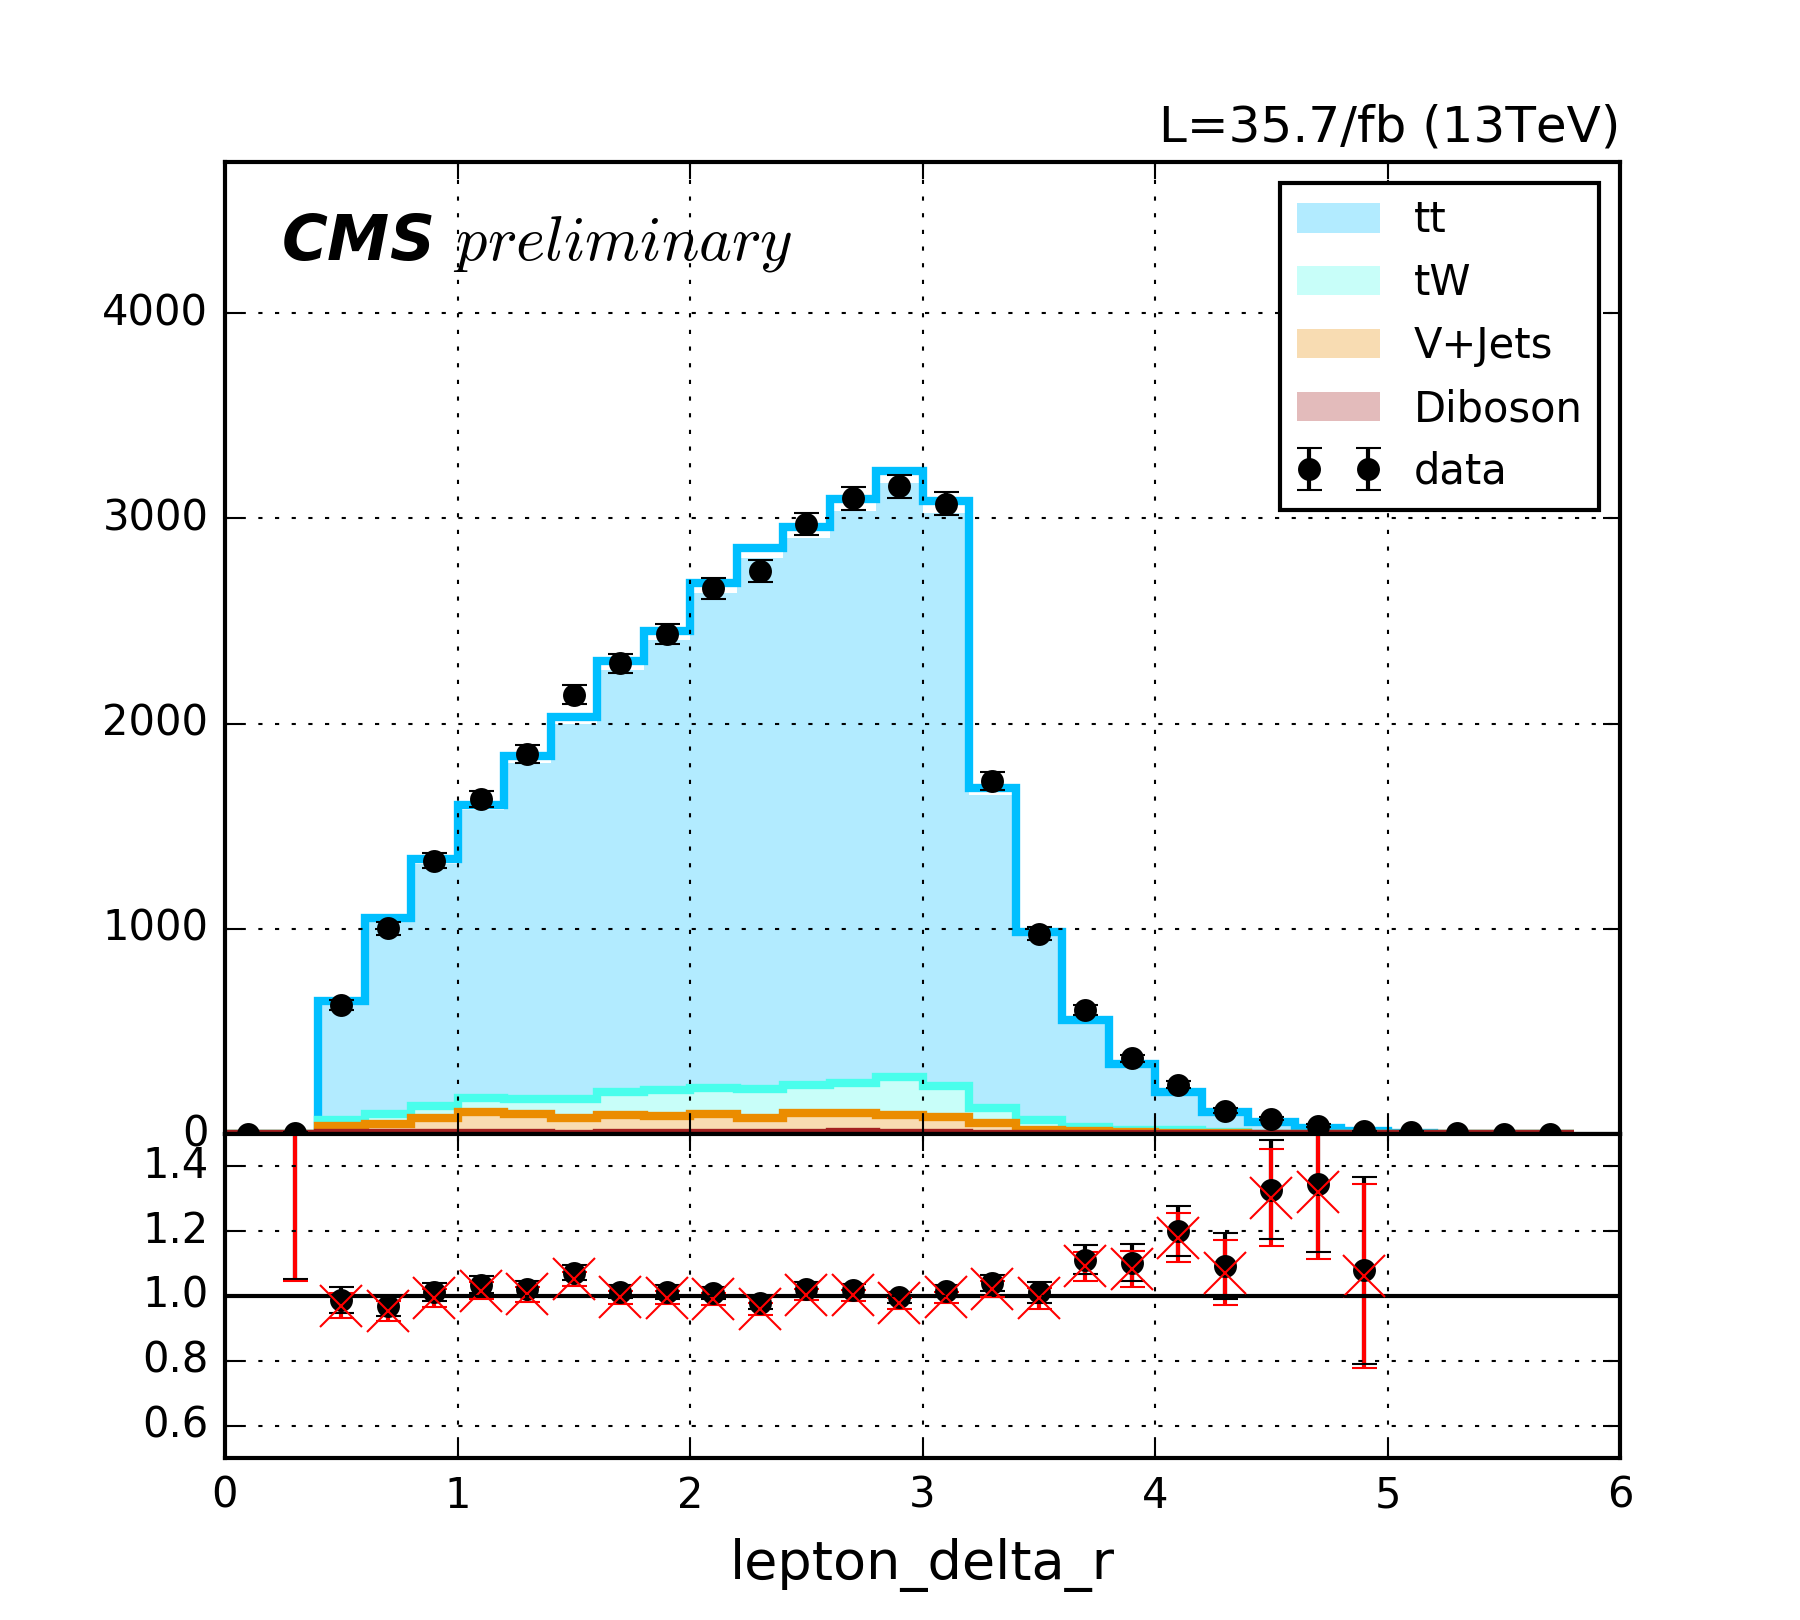 L=35.7/fb (13TeV)
CMS preliminary
tt
tW
V+Jets
Diboson
data
4000
3000
2000
1000
0
1.4
1.2
1.0
0.8
0.6
0 1 2 3 4 5 6
lepton_delta_r